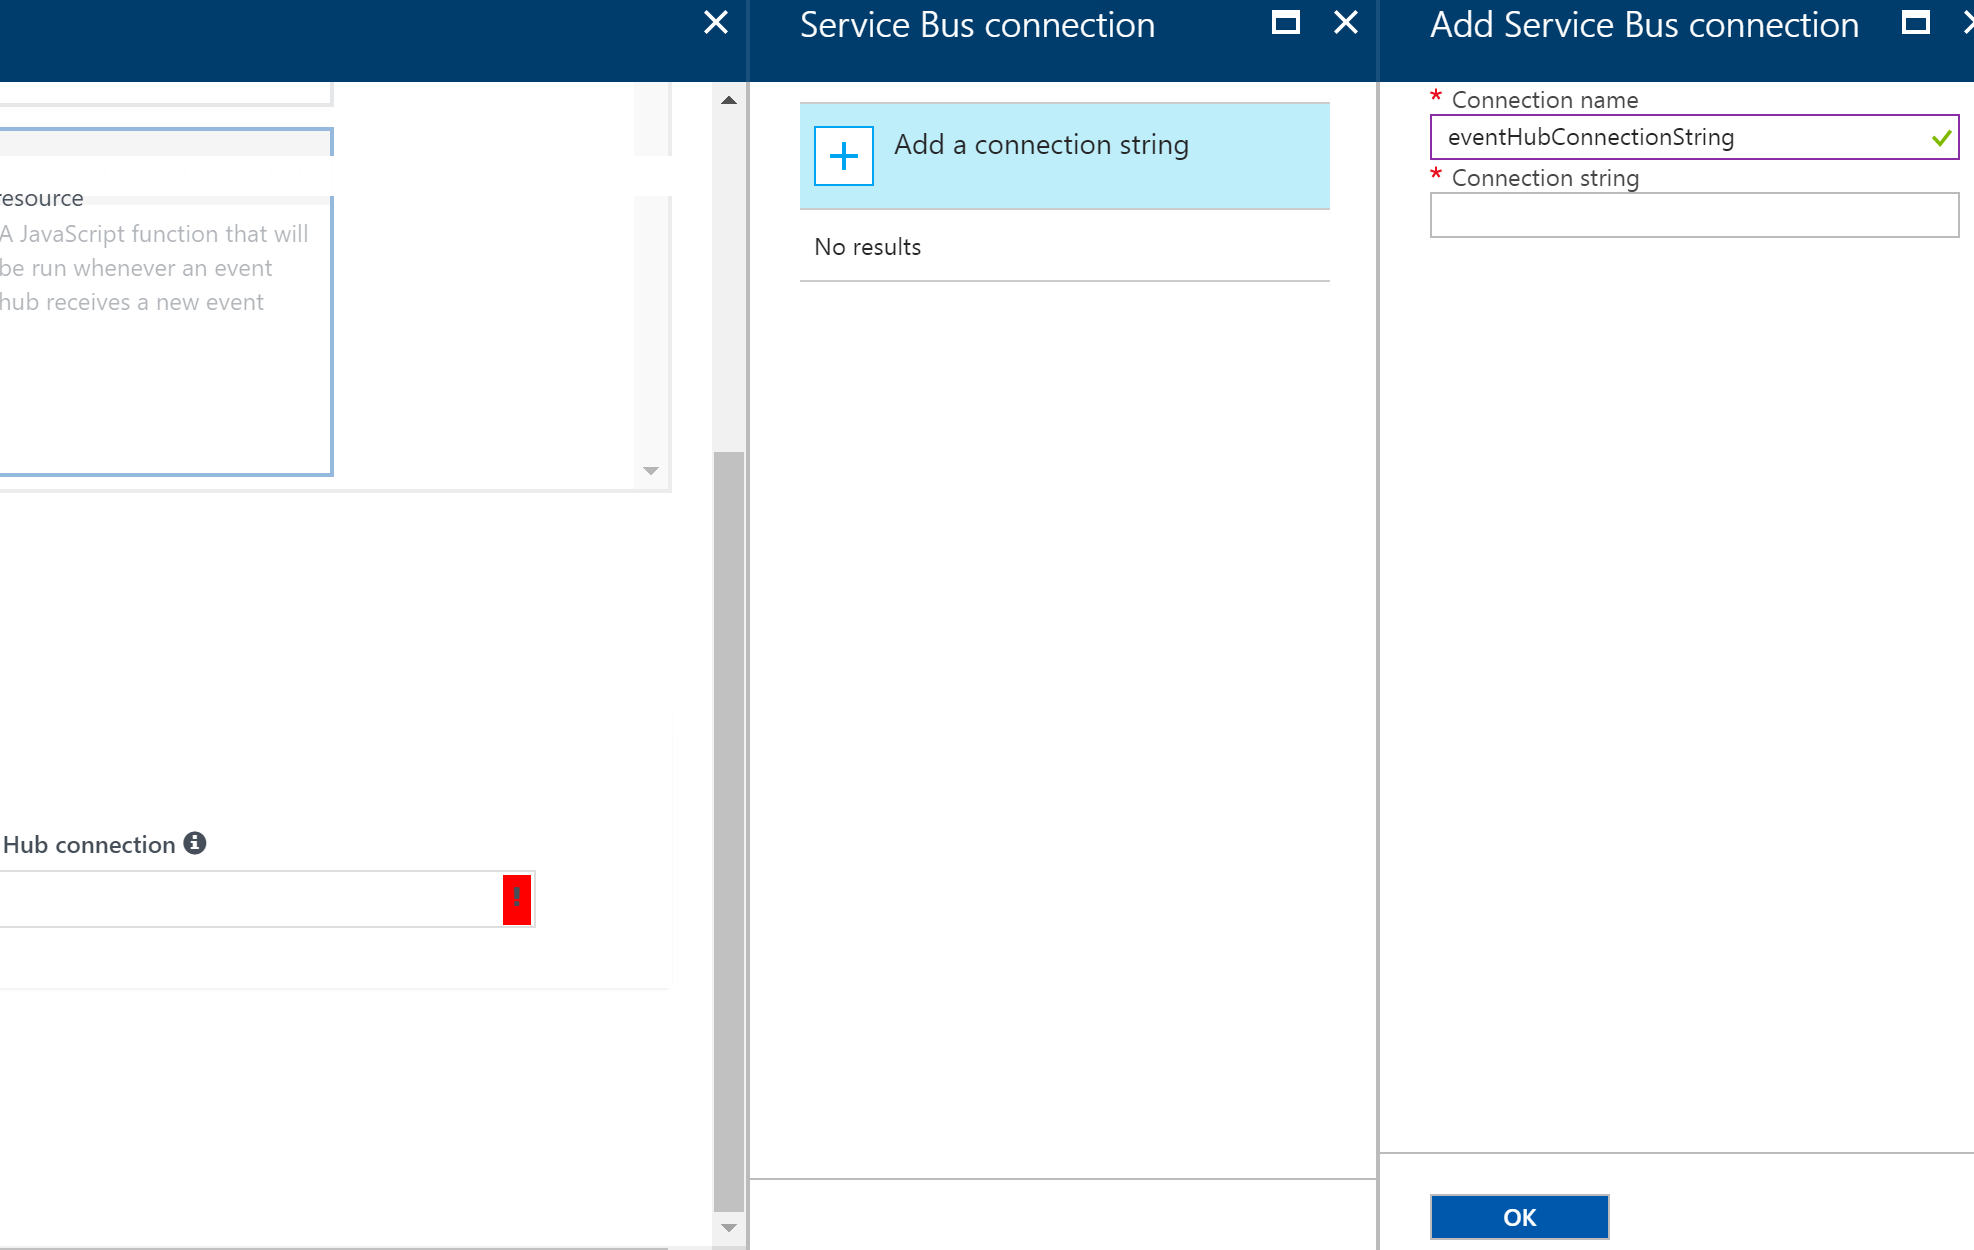 Service Bus connection
Add Service Bus connection
resource
A JavaScript function that will
be run whenever an event
hub receives a new event
Hub connection
!
Add a connection string
No results
* Connection name
eventHubConnectionString
* Connection string
OK